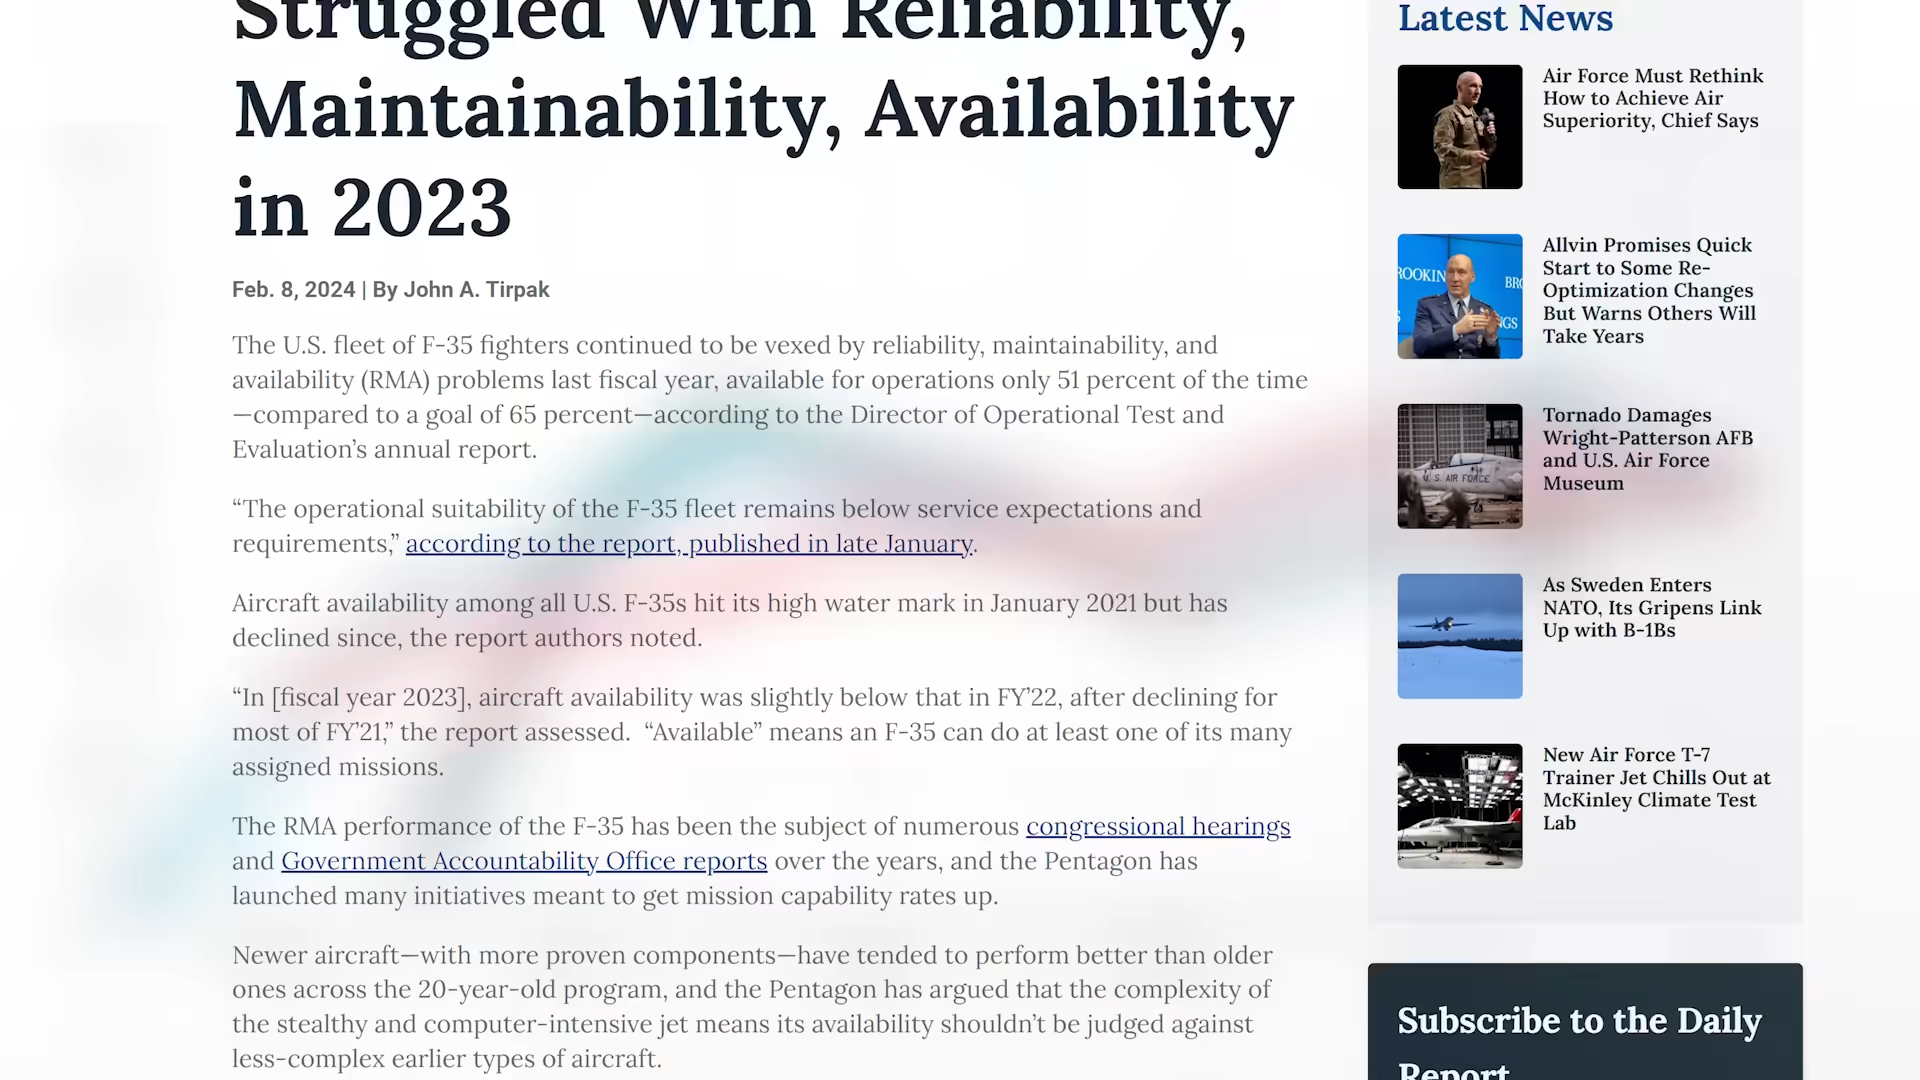 Struggled With Reliability,
Maintainability, Availability
in 2023
Feb. 8, 2024 | By John A. Tirpak
The U.S. fleet of F-35 fighters continued to be vexed by reliability, maintainability, and
availability (RMA) problems last fiscal year, available for operations only 51 percent of the time
—compared to a goal of 65 percent—according to the Director of Operational Test and
Evaluation’s annual report.
“The operational suitability of the F-35 fleet remains below service expectations and
requirements,” according to the report, published in late January.
Aircraft availability among all U.S. F-35s hit its high water mark in January 2021 but has
declined since, the report authors noted.
“In [fiscal year 2023], aircraft availability was slightly below that in FY’22, after declining for
most of FY’21,” the report assessed.  “Available” means an F-35 can do at least one of its many
assigned missions.
The RMA performance of the F-35 has been the subject of numerous congressional hearings
and Government Accountability Office reports over the years, and the Pentagon has
launched many initiatives meant to get mission capability rates up.
Newer aircraft—with more proven components—have tended to perform better than older
ones across the 20-year-old program, and the Pentagon has argued that the complexity of
the stealthy and computer-intensive jet means its availability shouldn’t be judged against
less-complex earlier types of aircraft.
Latest News
Air Force Must Rethink
How to Achieve Air
Superiority, Chief Says
ROOKIN
BRO
NGS
Allvin Promises Quick
Start to Some Re-
Optimization Changes
But Warns Others Will
Take Years
U.S. AIR FORCE
Tornado Damages
Wright-Patterson AFB
and U.S. Air Force
Museum
As Sweden Enters
NATO, Its Gripens Link
Up with B-1Bs
New Air Force T-7
Trainer Jet Chills Out at
McKinley Climate Test
Lab
Subscribe to the Daily
Report